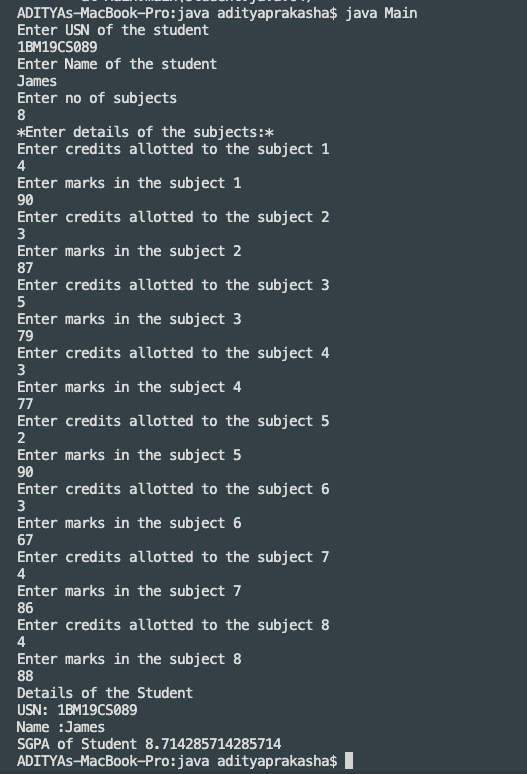 ADITYAs-MacBook-Pro:java adityaprakasha$ java Main
Enter USN of the student
1BM19CS089
Enter Name of the student
James
Enter no of subjects
8
*Enter details of the subjects:*
Enter credits allotted to the subject 1
4
Enter marks in the subject 1
90
Enter credits allotted to the subject 2
3
Enter marks in the subject 2
87
Enter credits allotted to the subject 3
5
Enter marks in the subject 3
79
Enter credits allotted to the subject 4
3
Enter marks in the subject 4
77
Enter credits allotted to the subject 5
2
Enter marks in the subject 5
90
Enter credits allotted to the subject 6
3
Enter marks in the subject 6
67
Enter credits allotted to the subject 7
4
Enter marks in the subject 7
86
Enter credits allotted to the subject 8
4
Enter marks in the subject 8
88
Details of the Student
USN: 1BM19CS089
Name :James
SGPA of Student 8.714285714285714
ADITYAs-MacBook-Pro:java adityaprakasha$